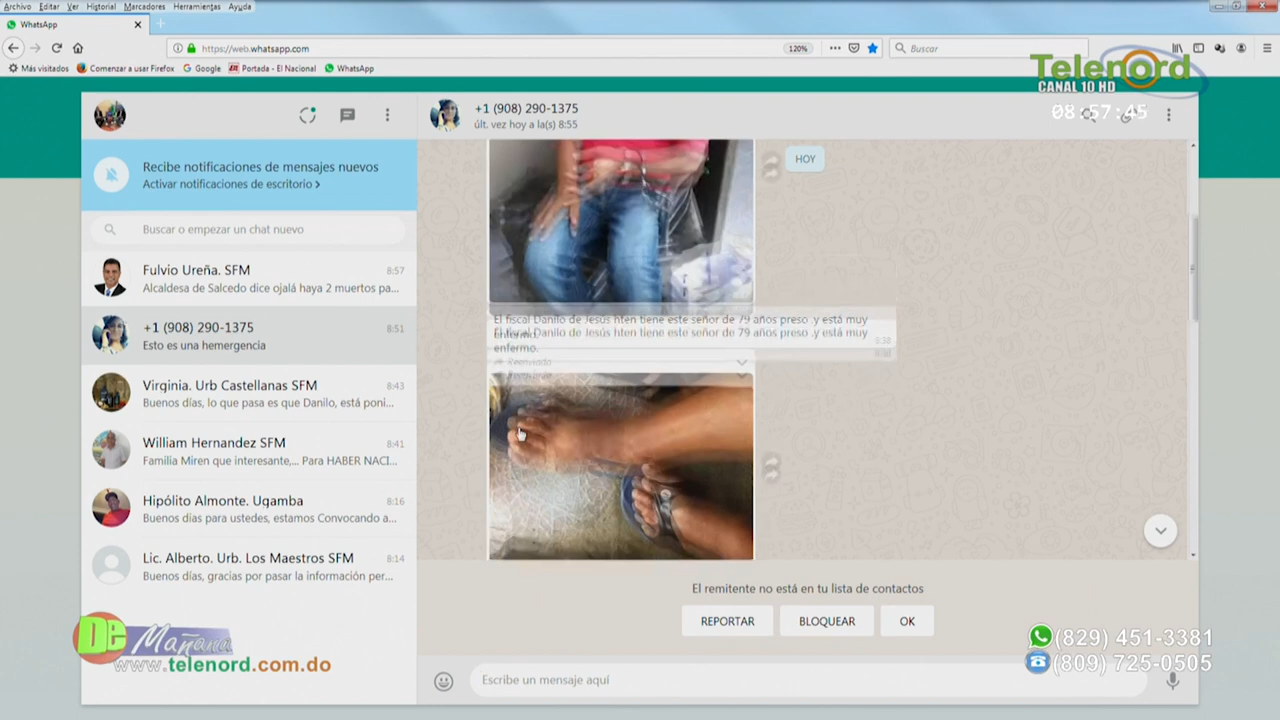 Archivo Editar Ver Historial Marcadores Herramientas Ayuda
WhatsApp
https://web.whatsapp.com
120%
Buscar
Más visitados Comenzar a usar Firefox Google Portada - El Nacional WhatsApp
Telenord
CANAL 10 HD
08:57:45
+1 (908) 290-1375
últ. vez hoy a la(s) 8:55
Recibe notificaciones de mensajes nuevos
Activar notificaciones de escritorio
Buscar o empezar un chat nuevo
Fulvio Ureña. SFM 8:57
Alcaldesa de Salcedo dice ojalá haya 2 muertos pa...
+1 (908) 290-1375 8:51
Esto es una hemergencia
Virginia. Urb Castellanas SFM 8:43
Buenos días, lo que pasa es que Danilo, está poni...
William Hernandez SFM 8:41
Familia Miren que interesante,... Para HABER NACI...
Hipólito Almonte. Ugamba 8:16
Buenos dias para ustedes, estamos Convocando a...
Lic. Alberto. Urb. Los Maestros SFM 8:14
Buenos días, gracias por pasar la información per...
HOY
El fiscal Danilo de Jesús hten tiene este señor de 79 años preso .y está muy
enfermo.
8:38
Reenviado
El remitente no está en tu lista de contactos
REPORTAR BLOQUEAR OK
Escribe un mensaje aquí
De Mañana
www.telenord.com.do
(829) 451-3381
(809) 725-0505